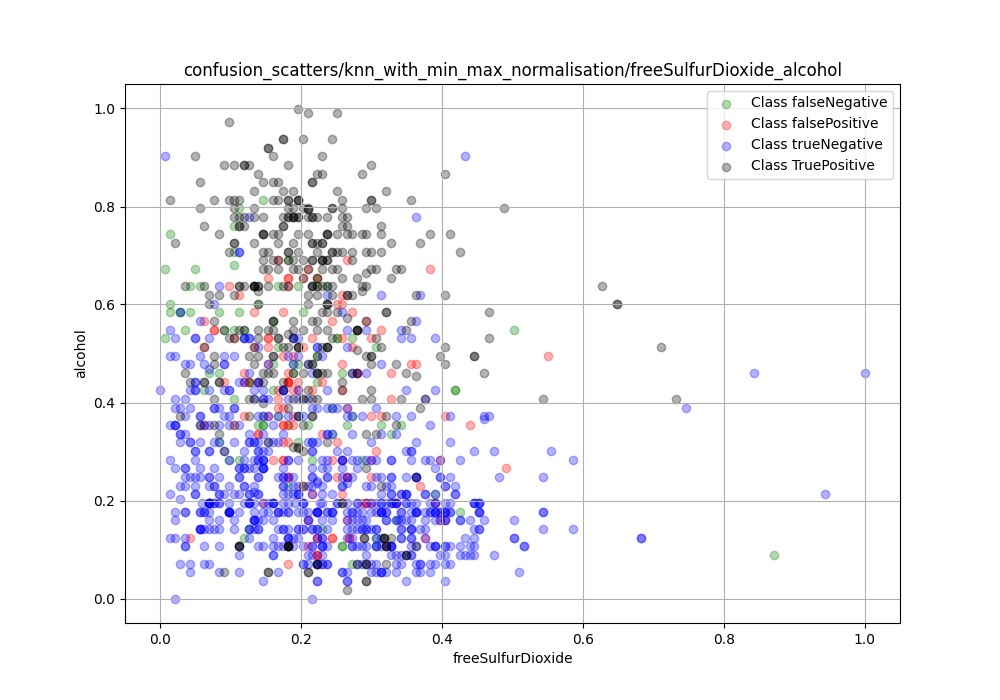 confusion_scatters/knn_with_min_max_normalisation/freeSulfurDioxide_alcohol
Class falseNegative
Class falsePositive
Class trueNegative
Class TruePositive
1.0
0.8
0.6
0.4
0.2
0.0
alcohol
0.0 0.2 0.4 0.6 0.8 1.0
freeSulfurDioxide